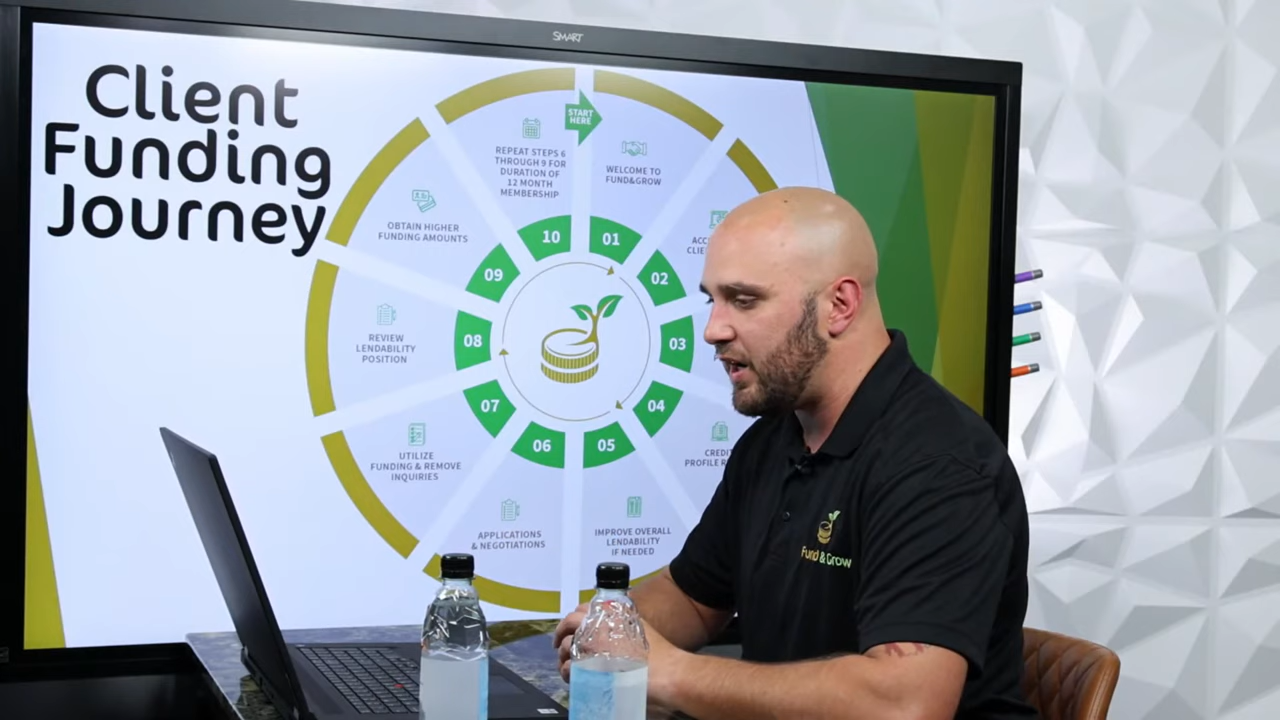 SMART
Client
Funding
Journey
START
HERE
WELCOME TO
FUND&GROW
REPEAT STEPS 6
THROUGH 9 FOR
DURATION OF
12 MONTH
MEMBERSHIP
OBTAIN HIGHER
FUNDING AMOUNTS
REVIEW
LENDABILITY
POSITION
UTILIZE
FUNDING & REMOVE
INQUIRIES
APPLICATIONS
& NEGOTIATIONS
IMPROVE OVERALL
LENDABILITY
IF NEEDED
PROFILE
10
01
09
02
08
03
07
04
06
05
Fund & Grow